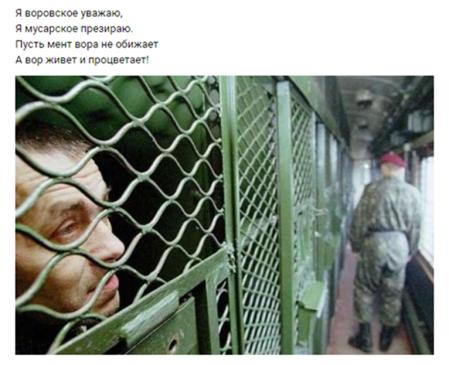 Я воровское уважаю,
Я мусарское презираю.
Пусть мент вора не обижает
А вор живет и процветает!